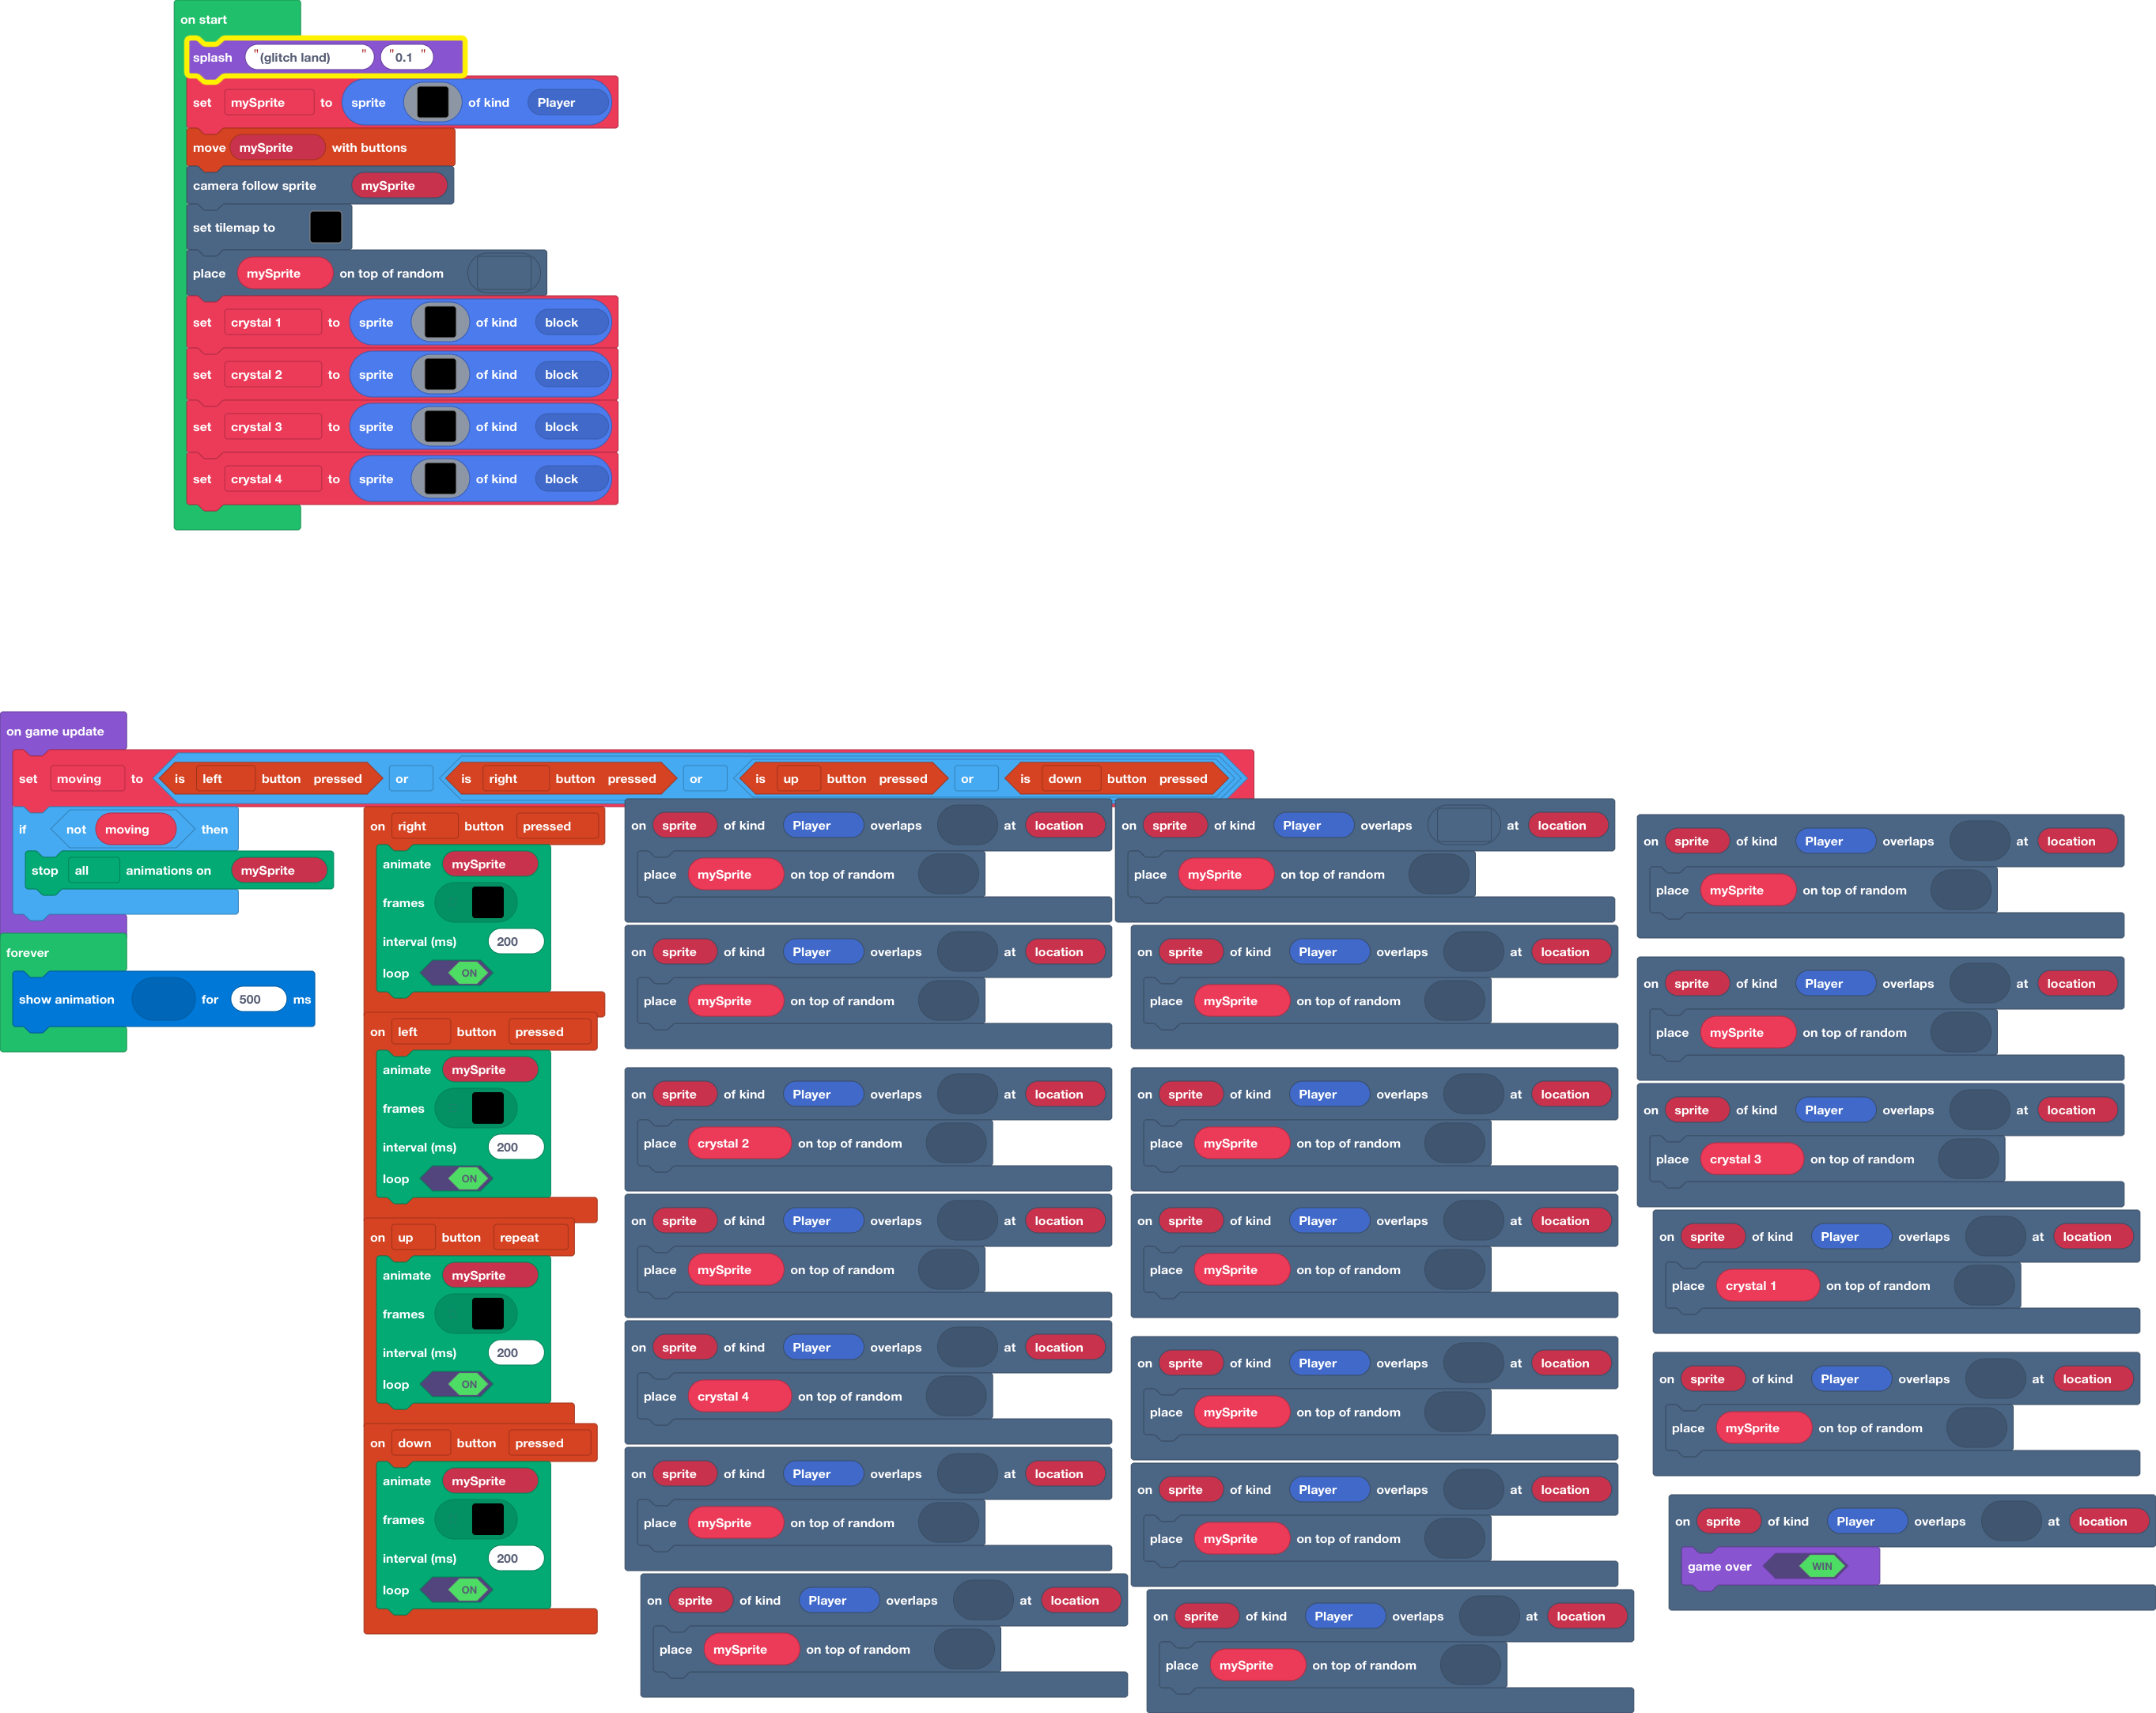 on start
splash "(glitch land)" "0.1"
set mySprite to sprite of kind Player
move mySprite with buttons
camera follow sprite mySprite
set tilemap to
place mySprite on top of random
set crystal 1 to sprite of kind block
set crystal 2 to sprite of kind block
set crystal 3 to sprite of kind block
set crystal 4 to sprite of kind block
on game update
set moving to is left button pressed or is right button pressed or is up button pressed or is down button pressed
if not moving then
stop all animations on mySprite
forever
show animation for 500 ms
on right button pressed
animate mySprite
frames
interval (ms) 200
loop ON
on left button pressed
animate mySprite
frames
interval (ms) 200
loop ON
on up button repeat
animate mySprite
frames
interval (ms) 200
loop ON
on down button pressed
animate mySprite
frames
interval (ms) 200
loop ON
on sprite of kind Player overlaps at location
place mySprite on top of random
on sprite of kind Player overlaps at location
place mySprite on top of random
on sprite of kind Player overlaps at location
place crystal 2 on top of random
on sprite of kind Player overlaps at location
place mySprite on top of random
on sprite of kind Player overlaps at location
place crystal 4 on top of random
on sprite of kind Player overlaps at location
place mySprite on top of random
on sprite of kind Player overlaps at location
place mySprite on top of random
on sprite of kind Player overlaps at location
place mySprite on top of random
on sprite of kind Player overlaps at location
place mySprite on top of random
on sprite of kind Player overlaps at location
place mySprite on top of random
on sprite of kind Player overlaps at location
place mySprite on top of random
on sprite of kind Player overlaps at location
place mySprite on top of random
on sprite of kind Player overlaps at location
place mySprite on top of random
on sprite of kind Player overlaps at location
place mySprite on top of random
on sprite of kind Player overlaps at location
place mySprite on top of random
on sprite of kind Player overlaps at location
place mySprite on top of random
on sprite of kind Player overlaps at location
place crystal 3 on top of random
on sprite of kind Player overlaps at location
place crystal 1 on top of random
on sprite of kind Player overlaps at location
place mySprite on top of random
on sprite of kind Player overlaps at location
game over WIN